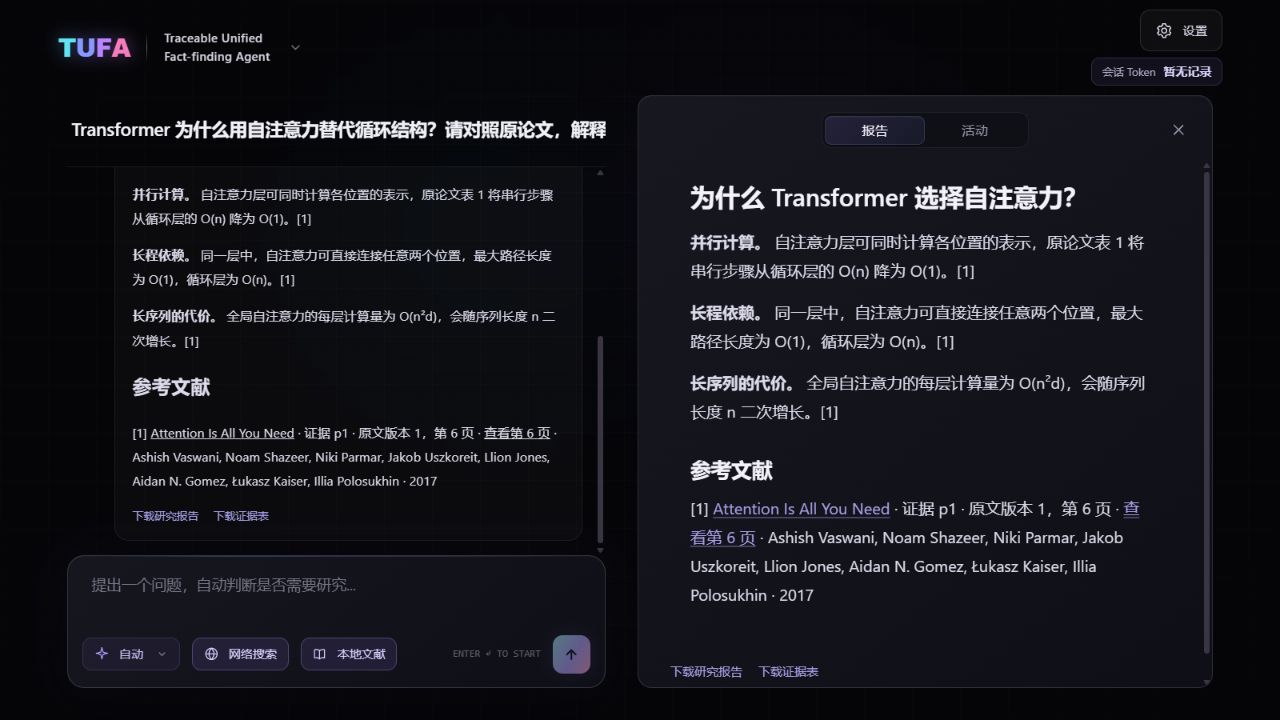 TUFA
Traceable Unified
Fact-finding Agent
设置
会话 Token 暂无记录
Transformer 为什么用自注意力替代循环结构？请对照原论文，解释
并行计算。 自注意力层可同时计算各位置的表示，原论文表 1 将串行步骤
从循环层的 O(n) 降为 O(1)。[1]
长程依赖。 同一层中，自注意力可直接连接任意两个位置，最大路径长度
为 O(1)，循环层为 O(n)。[1]
长序列的代价。 全局自注意力的每层计算量为 O(n²d)，会随序列长度 n 二
次增长。[1]
参考文献
[1] Attention Is All You Need · 证据 p1 · 原文版本 1，第 6 页 · 查看第 6 页 ·
Ashish Vaswani, Noam Shazeer, Niki Parmar, Jakob Uszkoreit, Llion Jones,
Aidan N. Gomez, Łukasz Kaiser, Illia Polosukhin · 2017
下载研究报告 下载证据表
提出一个问题，自动判断是否需要研究...
自动 网络搜索 本地文献 ENTER ↵ TO START
报告 活动
为什么 Transformer 选择自注意力？
并行计算。 自注意力层可同时计算各位置的表示，原论文表 1 将
串行步骤从循环层的 O(n) 降为 O(1)。[1]
长程依赖。 同一层中，自注意力可直接连接任意两个位置，最大
路径长度为 O(1)，循环层为 O(n)。[1]
长序列的代价。 全局自注意力的每层计算量为 O(n²d)，会随序列
长度 n 二次增长。[1]
参考文献
[1] Attention Is All You Need · 证据 p1 · 原文版本 1，第 6 页 · 查
看第 6 页 · Ashish Vaswani, Noam Shazeer, Niki Parmar, Jakob
Uszkoreit, Llion Jones, Aidan N. Gomez, Łukasz Kaiser, Illia
Polosukhin · 2017
下载研究报告 下载证据表